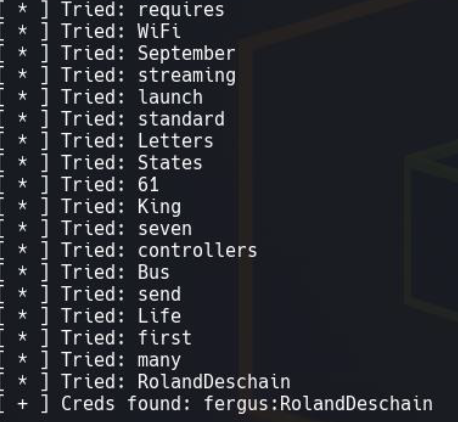 [ * ] Tried: requires
[ * ] Tried: WiFi
[ * ] Tried: September
[ * ] Tried: streaming
[ * ] Tried: launch
[ * ] Tried: standard
[ * ] Tried: Letters
[ * ] Tried: States
[ * ] Tried: 61
[ * ] Tried: King
[ * ] Tried: seven
[ * ] Tried: controllers
[ * ] Tried: Bus
[ * ] Tried: send
[ * ] Tried: Life
[ * ] Tried: first
[ * ] Tried: many
[ * ] Tried: RolandDeschain
[ + ] Creds found: fergus:RolandDeschain